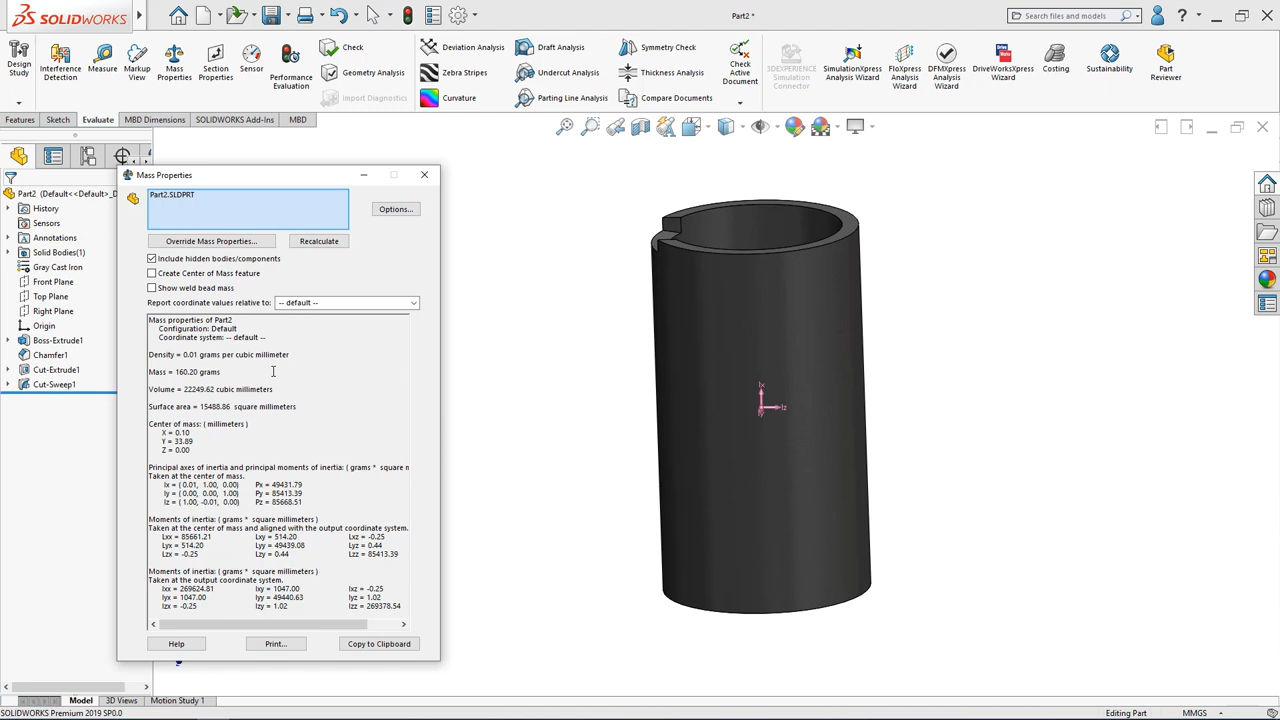 SOLIDWORKS
Part2 *
Search files and models
Design Study
Interference Detection
Measure
Markup View
Mass Properties
Section Properties
Sensor
Performance Evaluation
Check
Geometry Analysis
Import Diagnostics
Deviation Analysis
Zebra Stripes
Curvature
Draft Analysis
Undercut Analysis
Parting Line Analysis
Symmetry Check
Thickness Analysis
Compare Documents
Check Active Document
3DEXPERIENCE Simulation Connector
SimulationXpress Analysis Wizard
FloXpress Analysis Wizard
DFMXpress Analysis Wizard
DriveWorksXpress Wizard
Costing
Sustainability
Part Reviewer
Features
Sketch
Evaluate
MBD Dimensions
SOLIDWORKS Add-Ins
MBD
Part2 (Default<<Default>_D
History
Sensors
Annotations
Solid Bodies(1)
Gray Cast Iron
Front Plane
Top Plane
Right Plane
Origin
Boss-Extrude1
Chamfer1
Cut-Extrude1
Cut-Sweep1
Mass Properties
Part2.SLDPRT
Options...
Override Mass Properties...
Recalculate
Include hidden bodies/components
Create Center of Mass feature
Show weld bead mass
Report coordinate values relative to:
-- default --
Mass properties of Part2
Configuration: Default
Coordinate system: -- default --
Density = 0.01 grams per cubic millimeter
Mass = 160.20 grams
Volume = 22249.62 cubic millimeters
Surface area = 15488.86 square millimeters
Center of mass: ( millimeters )
X = 0.10
Y = 33.89
Z = 0.00
Principal axes of inertia and principal moments of inertia: ( grams * square m
Taken at the center of mass.
Ix = ( 0.01, 1.00, 0.00) Px = 49431.79
Iy = ( 0.00, 0.00, 1.00) Py = 85413.39
Iz = ( 1.00, -0.01, 0.00) Pz = 85668.51
Moments of inertia: ( grams * square millimeters )
Taken at the center of mass and aligned with the output coordinate system.
Lxx = 85661.21 Lxy = 514.20 Lxz = -0.25
Lyx = 514.20 Lyy = 49439.08 Lyz = 0.44
Lzx = -0.25 Lzy = 0.44 Lzz = 85413.39
Moments of inertia: ( grams * square millimeters )
Taken at the output coordinate system.
Ixx = 269624.81 Ixy = 1047.00 Ixz = -0.25
Iyx = 1047.00 Iyy = 49440.63 Iyz = 1.02
Izx = -0.25 Izy = 1.02 Izz = 269378.54
Help
Print...
Copy to Clipboard
Ix
Iz
Model
3D Views
Motion Study 1
SOLIDWORKS Premium 2019 SP0.0
Editing Part
MMGS